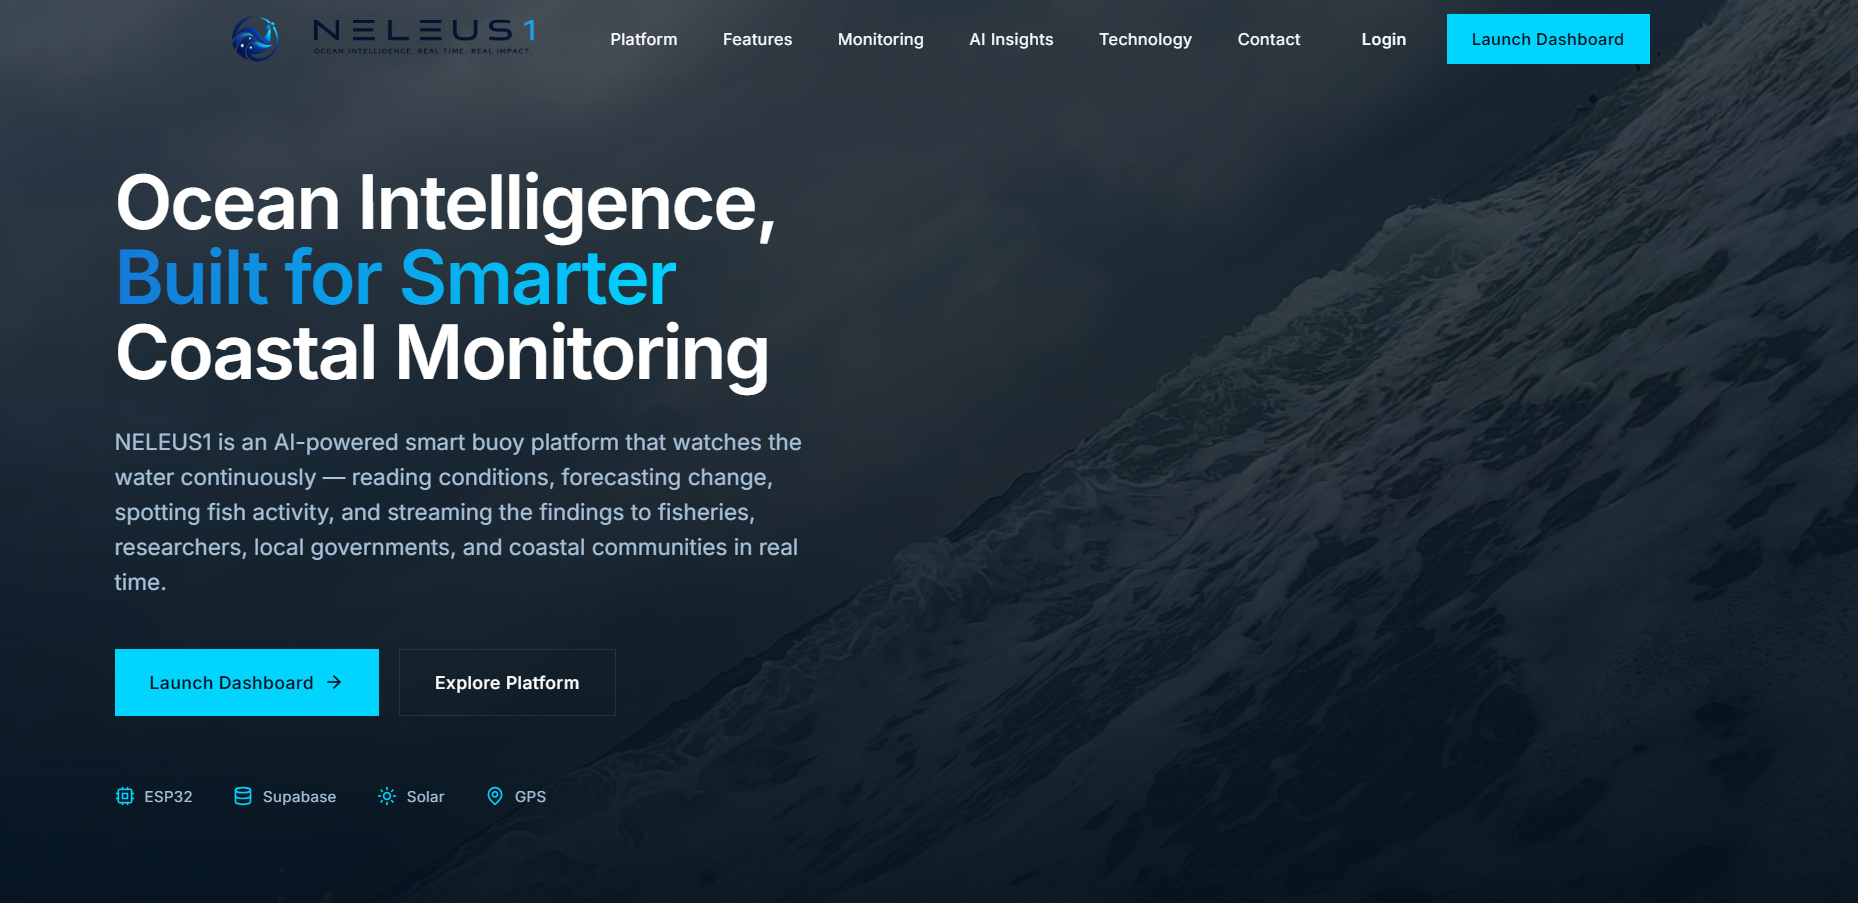 NELEUS1
OCEAN INTELLIGENCE. REAL TIME. REAL IMPACT.
Platform
Features
Monitoring
AI Insights
Technology
Contact
Login
Launch Dashboard
Ocean Intelligence,
Built for Smarter
Coastal Monitoring
NELEUS1 is an AI-powered smart buoy platform that watches the
water continuously — reading conditions, forecasting change,
spotting fish activity, and streaming the findings to fisheries,
researchers, local governments, and coastal communities in real
time.
Launch Dashboard →
Explore Platform
ESP32
Supabase
Solar
GPS